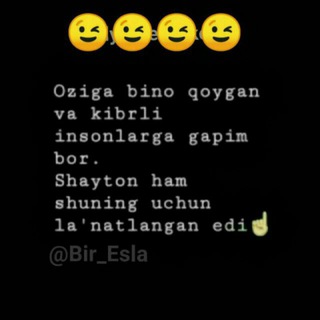 Oziga bino qoygan
va kibrli
insonlarga gapim
bor.
Shayton ham
shuning uchun
la'natlangan edi☝
@Bir_Esla